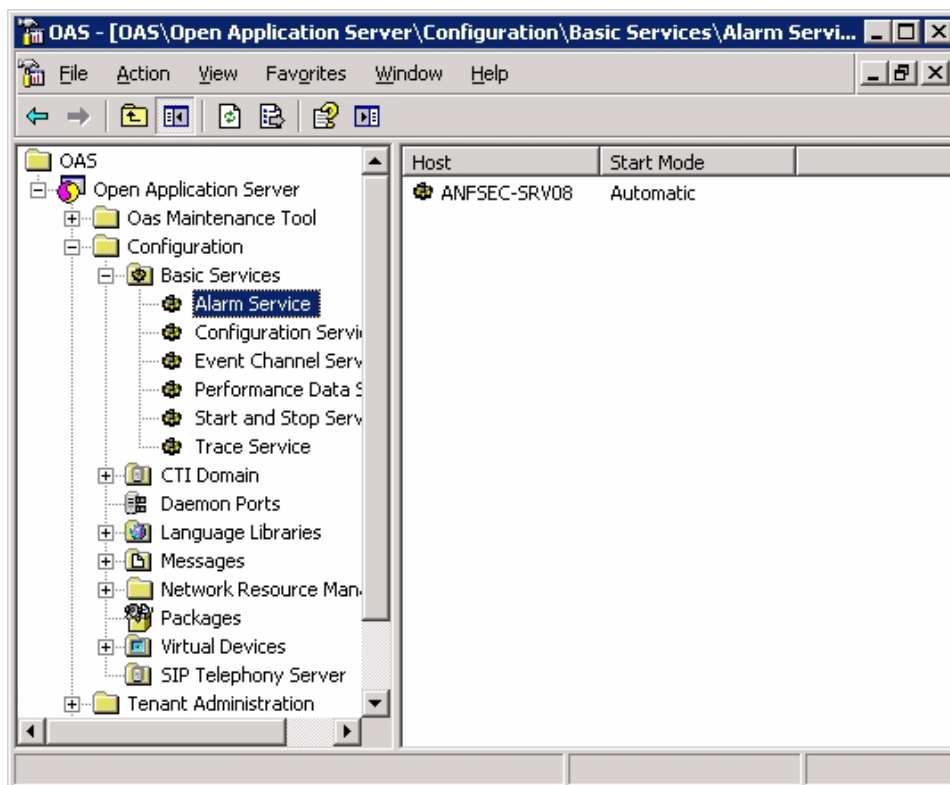 OAS - [OAS\Open Application Server\Configuration\Basic Services\Alarm Servi...
File Action View Favorites Window Help
OAS
Open Application Server
Oas Maintenance Tool
Configuration
Basic Services
Alarm Service
Configuration Servi
Event Channel Serv
Performance Data S
Start and Stop Serv
Trace Service
CTI Domain
Daemon Ports
Language Libraries
Messages
Network Resource Man
Packages
Virtual Devices
SIP Telephony Server
Tenant Administration
Host Start Mode
ANFSEC-SRV08 Automatic